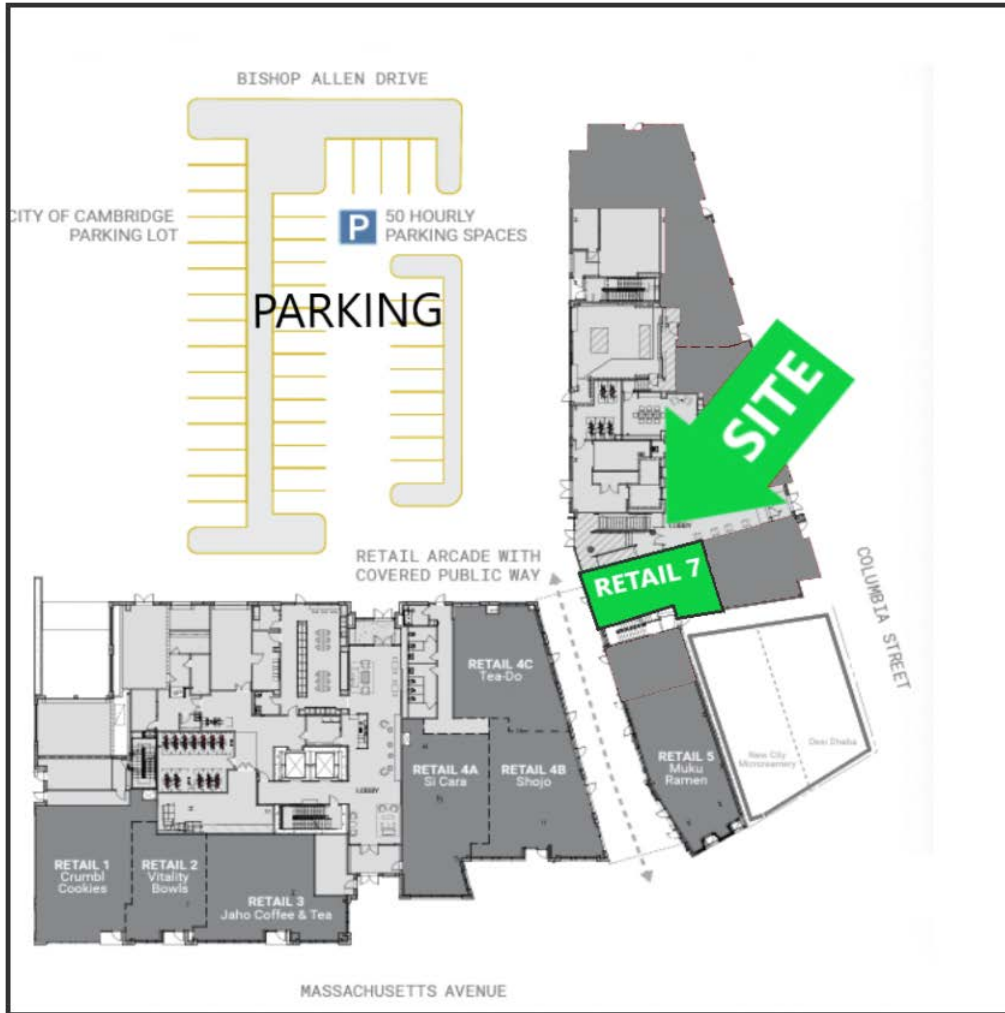 BISHOP ALLEN DRIVE
CITY OF CAMBRIDGE
PARKING LOT
P
50 HOURLY
PARKING SPACES
PARKING
SITE
LOBBY
RETAIL ARCADE WITH
COVERED PUBLIC WAY
RETAIL 7
COLUMBIA STREET
RETAIL 4C
Tea-Do
RETAIL 4A
Si Cara
RETAIL 4B
Shojo
RETAIL 5
Muku
Ramen
New City
Microcreamery
Desi Dhaba
LOBBY
RETAIL 1
Crumbl
Cookies
RETAIL 2
Vitality
Bowls
RETAIL 3
Jaho Coffee & Tea
MASSACHUSETTS AVENUE